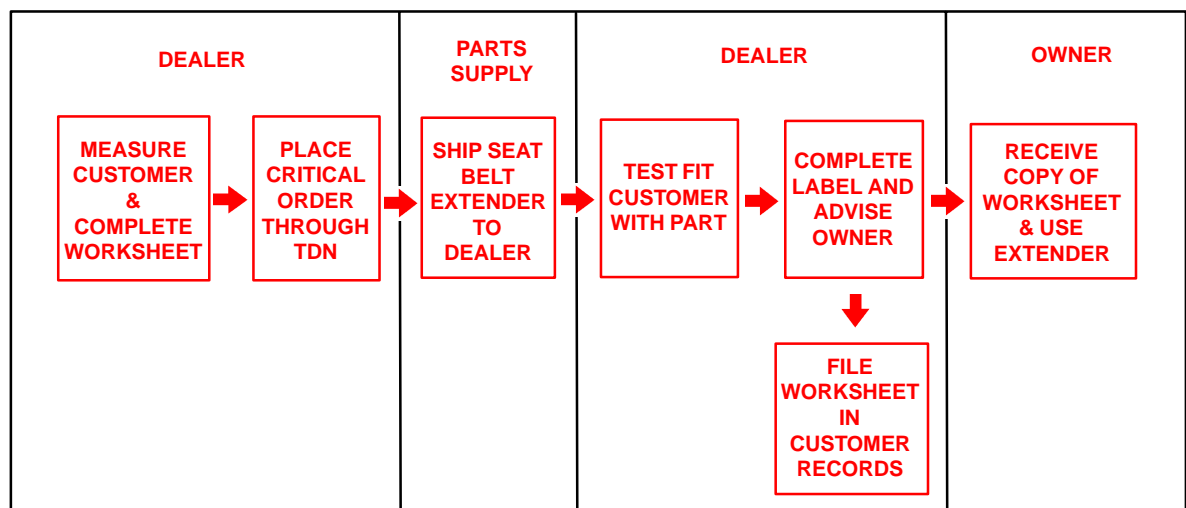 DEALER
MEASURE
CUSTOMER
&
COMPLETE
WORKSHEET
PLACE
CRITICAL
ORDER
THROUGH
TDN
PARTS
SUPPLY
SHIP SEAT
BELT
EXTENDER
TO
DEALER
DEALER
TEST FIT
CUSTOMER
WITH PART
COMPLETE
LABEL AND
ADVISE
OWNER
FILE
WORKSHEET
IN
CUSTOMER
RECORDS
OWNER
RECEIVE
COPY OF
WORKSHEET
& USE
EXTENDER